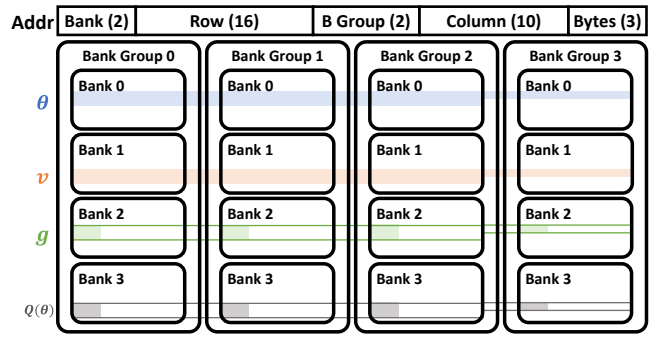 Addr Bank (2) Row (16) B Group (2) Column (10) Bytes (3)
Bank Group 0 Bank Group 1 Bank Group 2 Bank Group 3
θ Bank 0 Bank 0 Bank 0 Bank 0
v Bank 1 Bank 1 Bank 1 Bank 1
g Bank 2 Bank 2 Bank 2 Bank 2
Q(θ) Bank 3 Bank 3 Bank 3 Bank 3